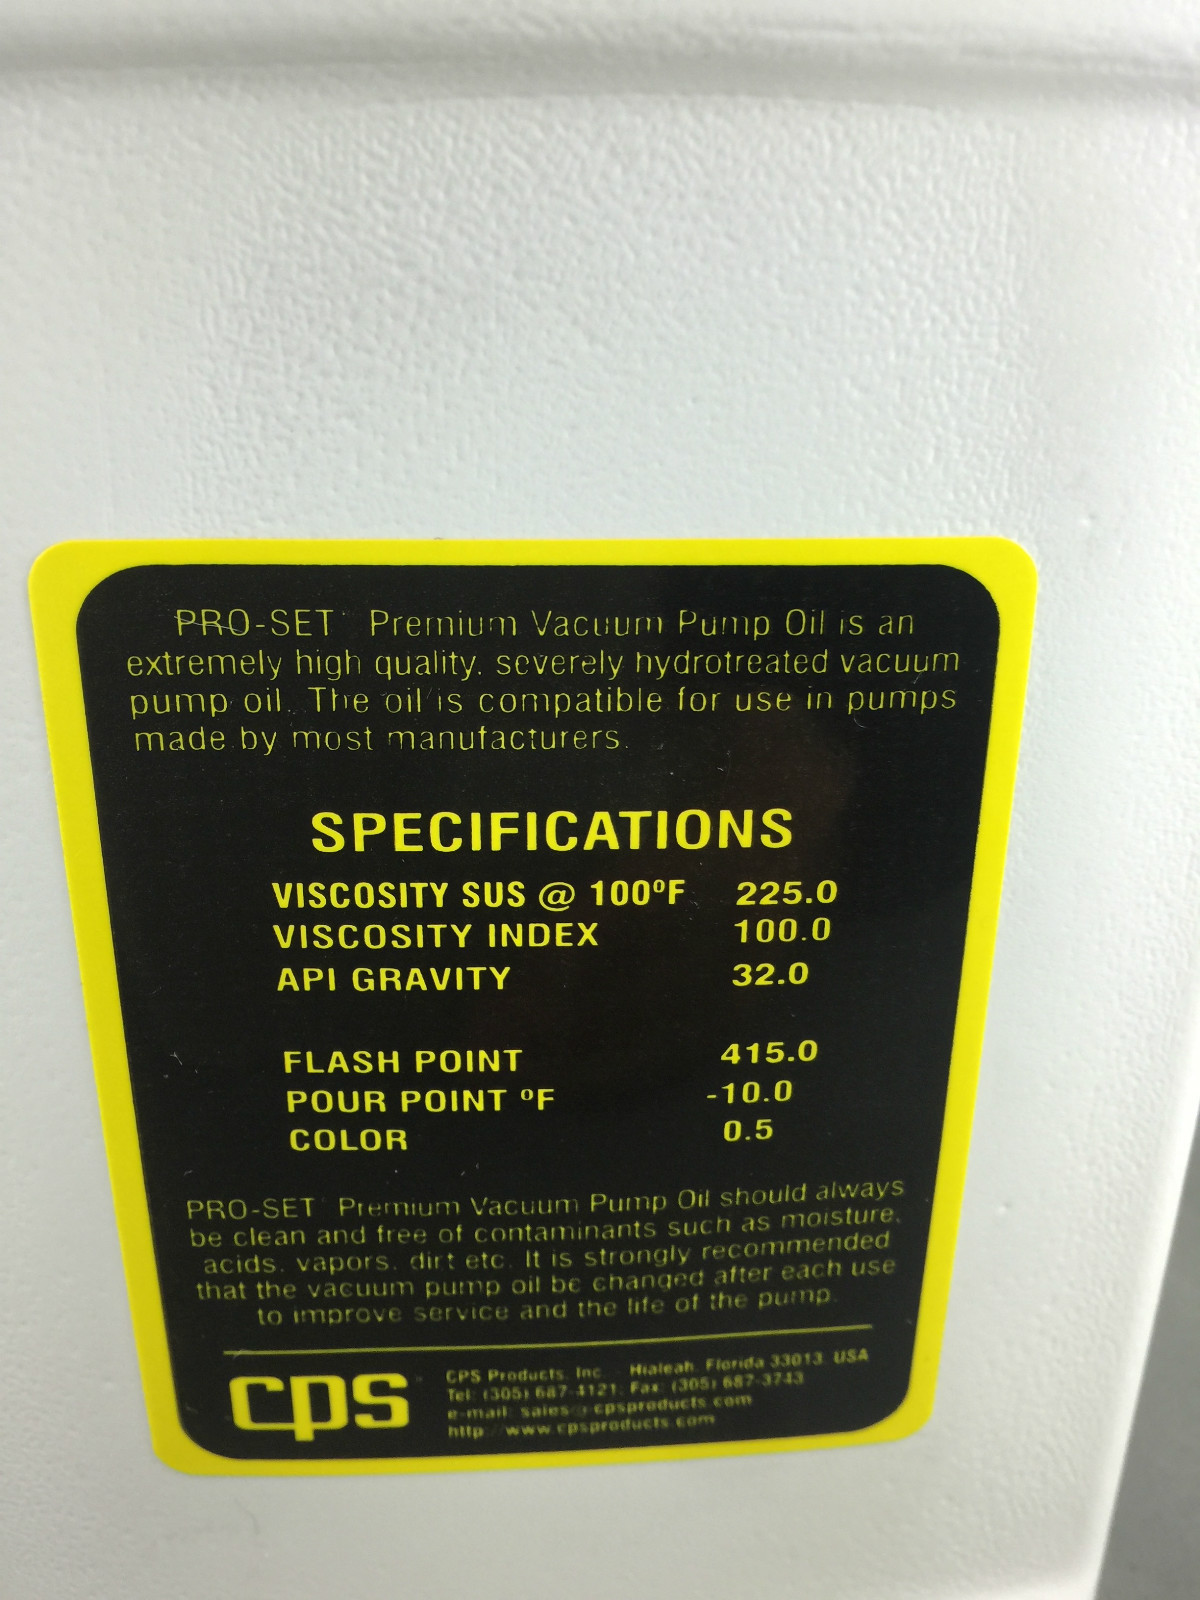 PRO-SET Premium Vacuum Pump Oil is an
extremely high quality, severely hydrotreated vacuum
pump oil. The oil is compatible for use in pumps
made by most manufacturers.
SPECIFICATIONS
VISCOSITY SUS @ 100ºF 225.0
VISCOSITY INDEX 100.0
API GRAVITY 32.0
FLASH POINT 415.0
POUR POINT ºF -10.0
COLOR 0.5
PRO-SET Premium Vacuum Pump Oil should always
be clean and free of contaminants such as moisture,
acids, vapors, dirt etc. It is strongly recommended
that the vacuum pump oil be changed after each use
to improve service and the life of the pump.
cps CPS Products, Inc. Hialeah, Florida 33013 USA
Tel: (305) 687-4121, Fax: (305) 687-3743
e-mail: sales@cpsproducts.com
http://www.cpsproducts.com